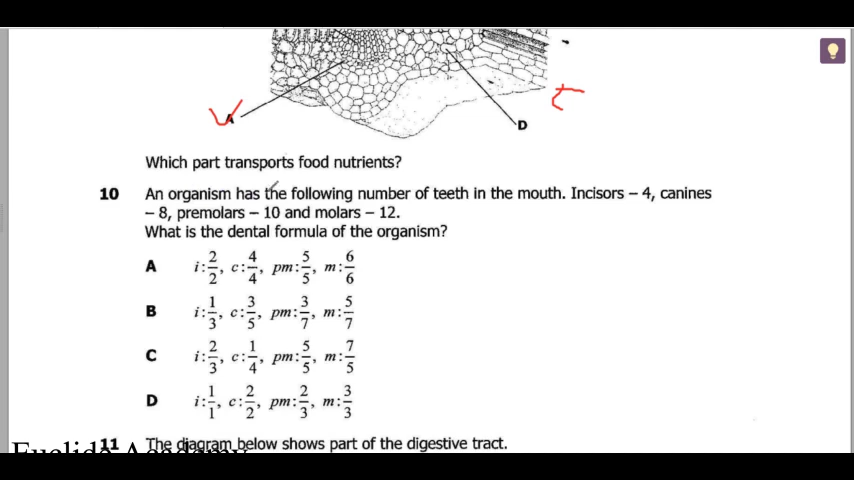 A
D
Which part transports food nutrients?
10 An organism has the following number of teeth in the mouth. Incisors – 4, canines
– 8, premolars – 10 and molars – 12.
What is the dental formula of the organism?
A i:2/2, c:4/4, pm:5/5, m:6/6
B i:1/3, c:3/5, pm:3/7, m:5/7
C i:2/3, c:1/4, pm:5/5, m:7/5
D i:1/1, c:2/2, pm:2/3, m:3/3
11 The diagram below shows part of the digestive tract.
Euclide Academy